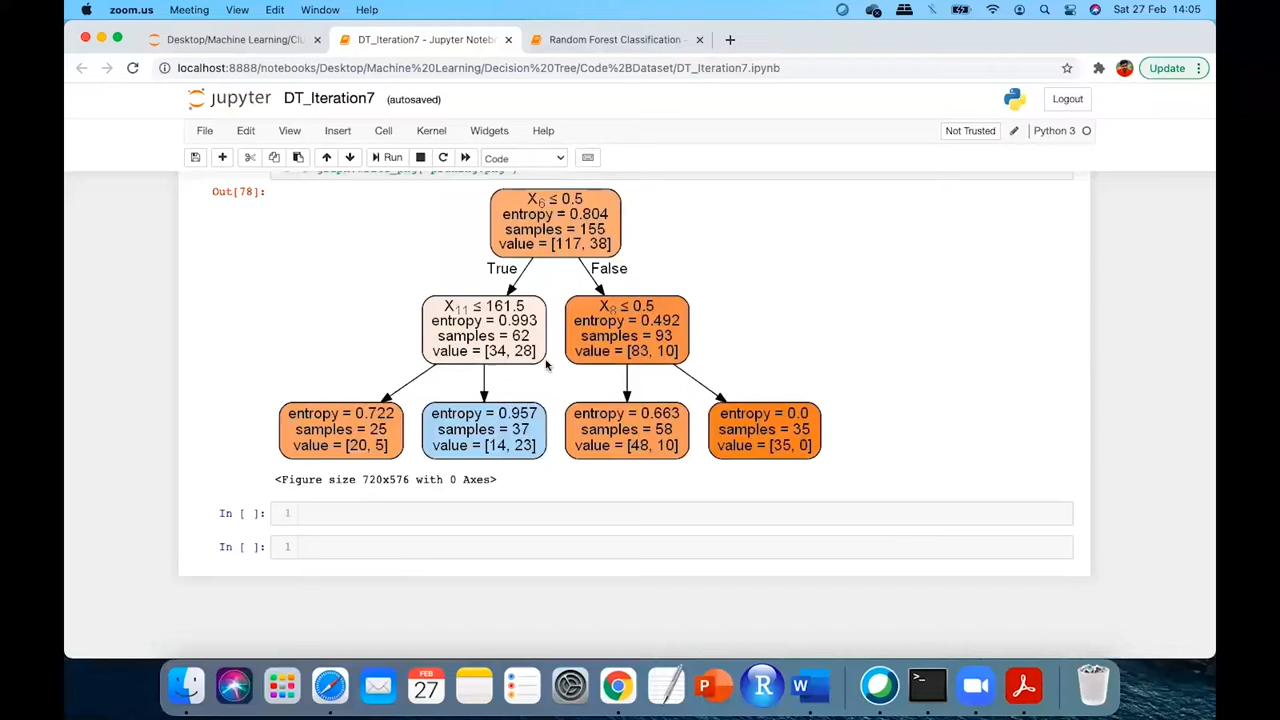 zoom.us Meeting View Edit Window Help Sat 27 Feb 14:05
Desktop/Machine Learning/Clu DT_Iteration7 - Jupyter Noteb Random Forest Classification -
localhost:8888/notebooks/Desktop/Machine%20Learning/Decision%20Tree/Code%2BDataset/DT_Iteration7.ipynb Update
Jupyter DT_Iteration7 (autosaved) Logout
File Edit View Insert Cell Kernel Widgets Help Not Trusted Python 3
Run Code
Out[78]:
X6 ≤ 0.5
entropy = 0.804
samples = 155
value = [117, 38]
True False
X11 ≤ 161.5
entropy = 0.993
samples = 62
value = [34, 28]
X8 ≤ 0.5
entropy = 0.492
samples = 93
value = [83, 10]
entropy = 0.722
samples = 25
value = [20, 5]
entropy = 0.957
samples = 37
value = [14, 23]
entropy = 0.663
samples = 58
value = [48, 10]
entropy = 0.0
samples = 35
value = [35, 0]
<Figure size 720x576 with 0 Axes>
In [ ]: 1
In [ ]: 1
FEB
27